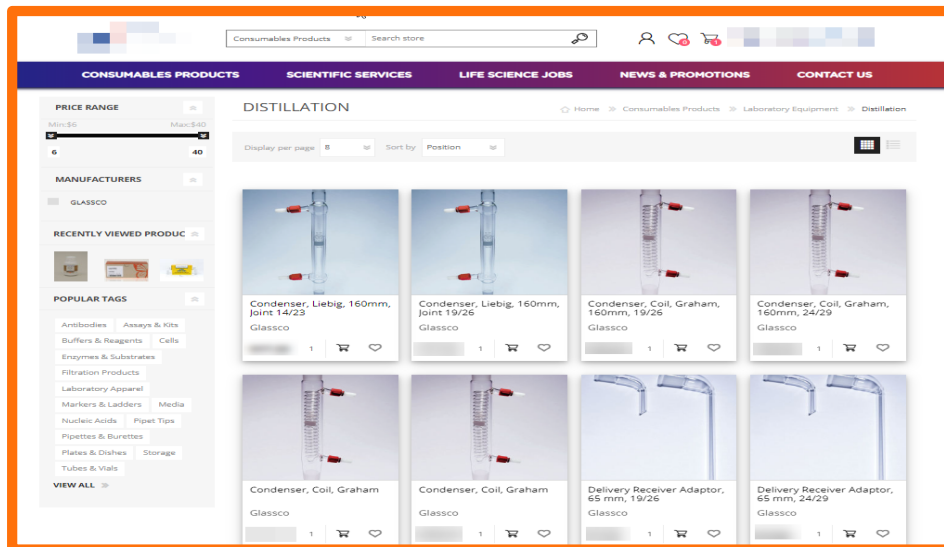 Consumables Products
Search store
0
1
CONSUMABLES PRODUCTS
SCIENTIFIC SERVICES
LIFE SCIENCE JOBS
NEWS & PROMOTIONS
CONTACT US
PRICE RANGE
Min:$6 Max:$40
6 40
MANUFACTURERS
GLASSCO
RECENTLY VIEWED PRODUC
POPULAR TAGS
Antibodies Assays & Kits
Buffers & Reagents Cells
Enzymes & Substrates
Filtration Products
Laboratory Apparel
Markers & Ladders Media
Nucleic Acids Pipet Tips
Pipettes & Burettes
Plates & Dishes Storage
Tubes & Vials
VIEW ALL
DISTILLATION
Home Consumables Products Laboratory Equipment Distillation
Display per page 8 Sort by Position
Condenser, Liebig, 160mm,
Joint 14/23
Glassco
1
Condenser, Liebig, 160mm,
Joint 19/26
Glassco
1
Condenser, Coil, Graham,
160mm, 19/26
Glassco
1
Condenser, Coil, Graham,
160mm, 24/29
Glassco
1
Condenser, Coil, Graham
Glassco
1
Condenser, Coil, Graham
Glassco
1
Delivery Receiver Adaptor,
65 mm, 19/26
Glassco
1
Delivery Receiver Adaptor,
65 mm, 24/29
Glassco
1